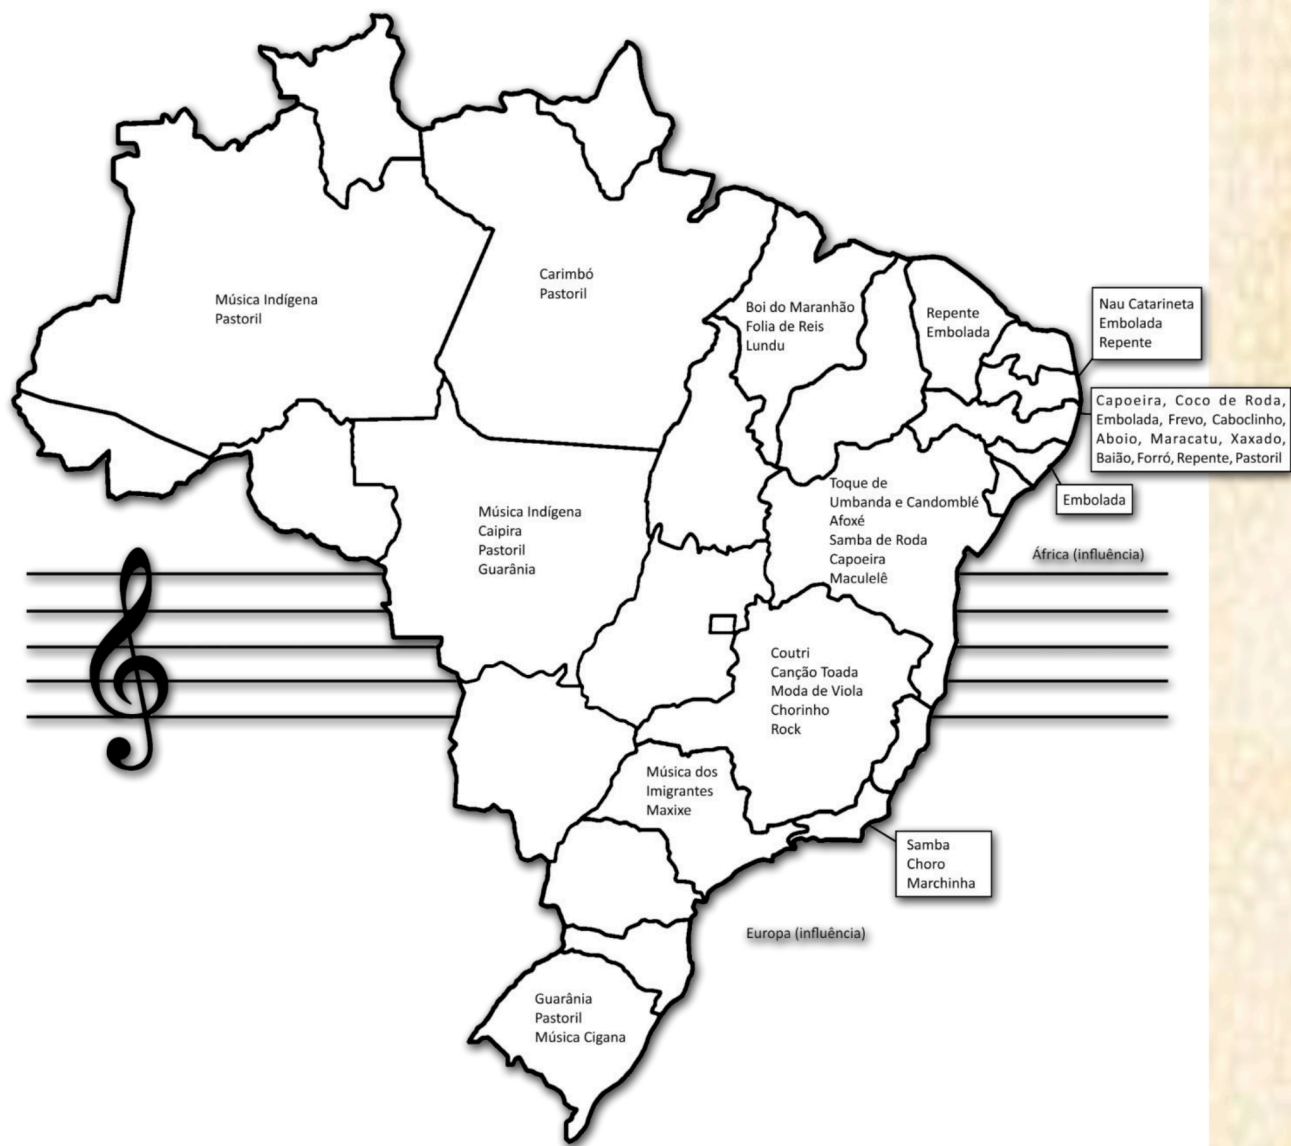 Música Indígena
Pastoril
Carimbó
Pastoril
Boi do Maranhão
Folia de Reis
Lundu
Repente
Embolada
Nau Catarineta
Embolada
Repente
Capoeira, Coco de Roda,
Embolada, Frevo, Caboclinho,
Aboio, Maracatu, Xaxado,
Baião, Forró, Repente, Pastoril
Embolada
Toque de
Umbanda e Candomblé
Afoxé
Samba de Roda
Capoeira
Maculelê
África (influência)
Música Indígena
Caipira
Pastoril
Guarânia
Coutri
Canção Toada
Moda de Viola
Chorinho
Rock
Música dos
Imigrantes
Maxixe
Samba
Choro
Marchinha
Europa (influência)
Guarânia
Pastoril
Música Cigana